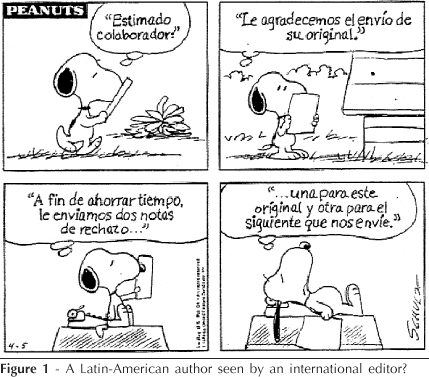 PEANUTS
"Estimado
colaborador:"
"Le agradecemos el envío de
su original."
"A fin de ahorrar tiempo,
le enviamos dos notas
de rechazo..."
"...una para este
original y otra para el
siguiente que nos envíe."
4-5
SCHULZ
Figure 1 - A Latin-American author seen by an international editor?